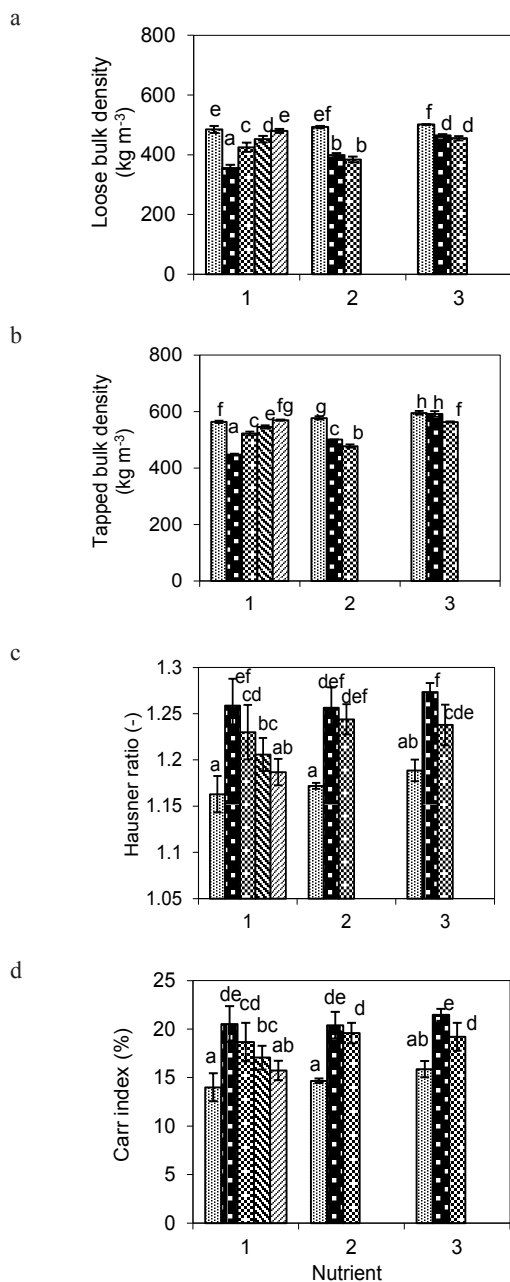 a
800
600
400
200
0
Loose bulk density
(kg m-3)
e a c d e ef b b f d d
1 2 3
b
800
600
400
200
0
Tapped bulk density
(kg m-3)
f a c e fg g c b h h f
1 2 3
c
1.3
1.25
1.2
1.15
1.1
1.05
Hausner ratio (-)
a ef cd bc ab a def def ab f cde
1 2 3
d
25
20
15
10
5
0
Carr index (%)
a de cd bc ab a de d ab e d
1 2 3
Nutrient